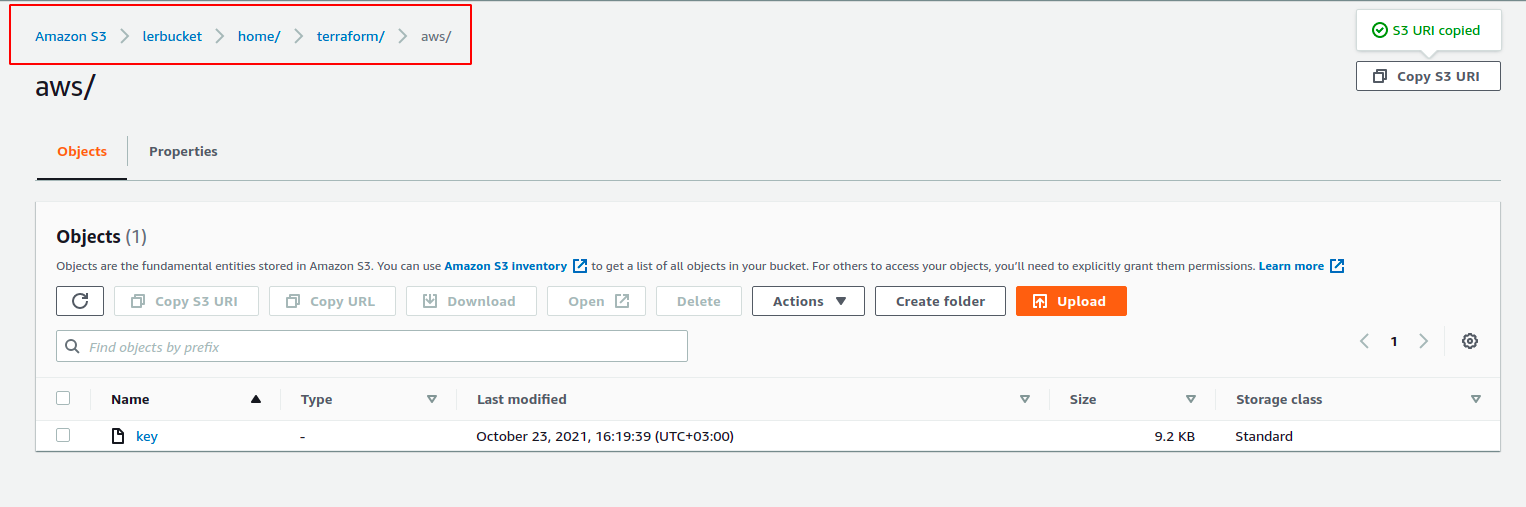 Amazon S3 > lerbucket > home/ > terraform/ > aws/
S3 URI copied
aws/
Copy S3 URI
Objects Properties
Objects (1)
Objects are the fundamental entities stored in Amazon S3. You can use Amazon S3 inventory to get a list of all objects in your bucket. For others to access your objects, you'll need to explicitly grant them permissions. Learn more
Copy S3 URI Copy URL Download Open Delete Actions Create folder Upload
Find objects by prefix
1
Name Type Last modified Size Storage class
key - October 23, 2021, 16:19:39 (UTC+03:00) 9.2 KB Standard